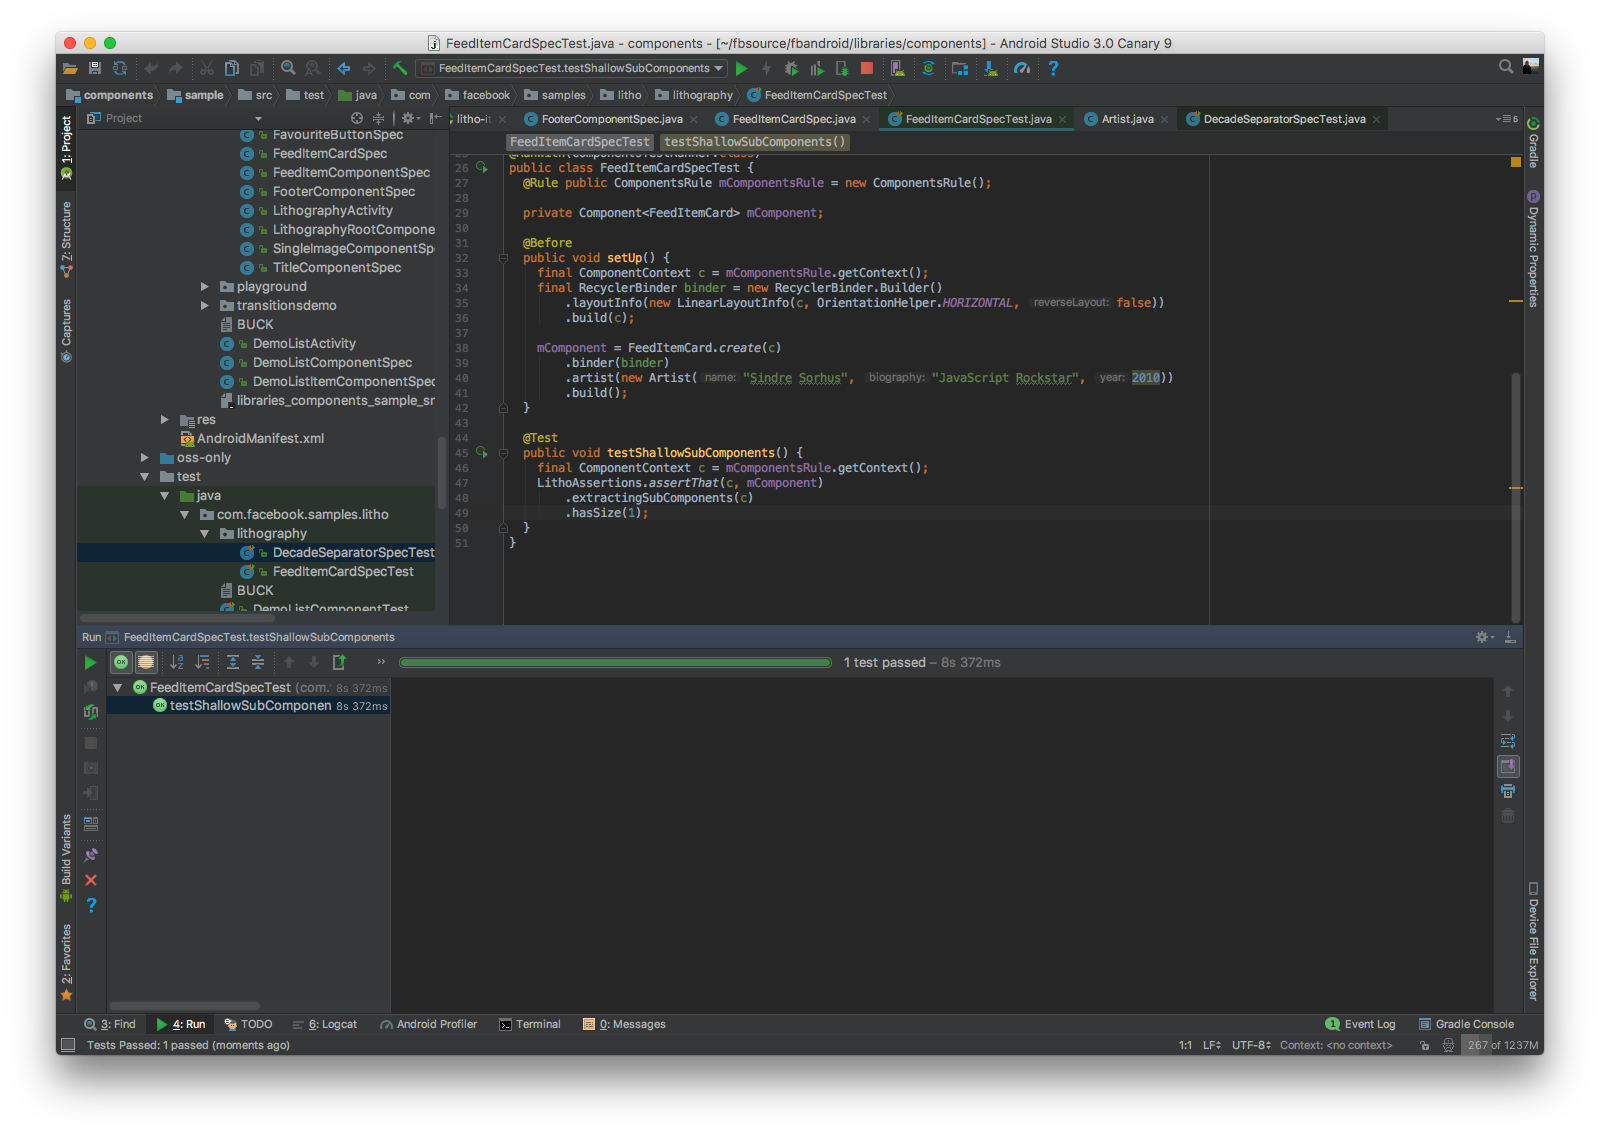 FeedItemCardSpecTest.java - components - [~/fbsource/fbandroid/libraries/components] - Android Studio 3.0 Canary 9
FeedItemCardSpecTest.testShallowSubComponents
components sample src test java com facebook samples litho lithography FeedItemCardSpecTest
Project
litho-it FooterComponentSpec.java FeedItemCardSpec.java FeedItemCardSpecTest.java Artist.java DecadeSeparatorSpecTest.java 5
FeedItemCardSpecTest testShallowSubComponents()
1: Project
Z: Structure
Captures
Build Variants
2: Favorites
FavouriteButtonSpec
FeedItemCardSpec
FeedItemComponentSpec
FooterComponentSpec
LithographyActivity
LithographyRootCompone
SingleImageComponentSp
TitleComponentSpec
playground
transitionsdemo
BUCK
DemoListActivity
DemoListComponentSpec
DemoListItemComponentSpec
libraries_components_sample_sr
res
AndroidManifest.xml
oss-only
test
java
com.facebook.samples.litho
lithography
DecadeSeparatorSpecTest
FeedItemCardSpecTest
BUCK
DemoListComponentTest
25 @RunWith(ComponentsTestRunner.class)
26 public class FeedItemCardSpecTest {
27 @Rule public ComponentsRule mComponentsRule = new ComponentsRule();
28
29 private Component<FeedItemCard> mComponent;
30
31 @Before
32 public void setUp() {
33 final ComponentContext c = mComponentsRule.getContext();
34 final RecyclerBinder binder = new RecyclerBinder.Builder()
35 .layoutInfo(new LinearLayoutInfo(c, OrientationHelper.HORIZONTAL, reverseLayout: false))
36 .build(c);
37
38 mComponent = FeedItemCard.create(c)
39 .binder(binder)
40 .artist(new Artist( name: "Sindre Sorhus", biography: "JavaScript Rockstar", year: 2010))
41 .build();
42 }
43
44 @Test
45 public void testShallowSubComponents() {
46 final ComponentContext c = mComponentsRule.getContext();
47 LithoAssertions.assertThat(c, mComponent)
48 .extractingSubComponents(c)
49 .hasSize(1);
50 }
51 }
Gradle
Dynamic Properties
Device File Explorer
Run FeedItemCardSpecTest.testShallowSubComponents
1 test passed – 8s 372ms
FeedItemCardSpecTest (com. 8s 372ms
testShallowSubComponen 8s 372ms
3: Find 4: Run TODO 6: Logcat Android Profiler Terminal 0: Messages 1 Event Log Gradle Console
Tests Passed: 1 passed (moments ago) 1:1 LF UTF-8 Context: <no context> 267 of 1237M